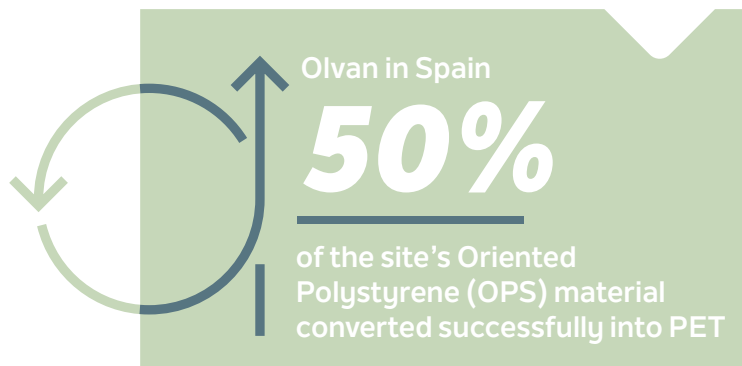 Olvan in Spain
50%
of the site's Oriented
Polystyrene (OPS) material
converted successfully into PET